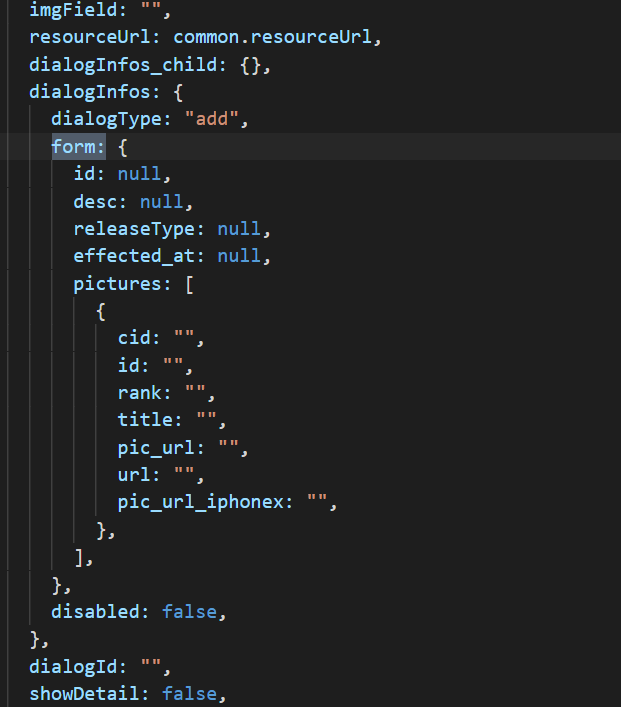 imgField: "",
resourceUrl: common.resourceUrl,
dialogInfos_child: {},
dialogInfos: {
dialogType: "add",
form: {
id: null,
desc: null,
releaseType: null,
effected_at: null,
pictures: [
{
cid: "",
id: "",
rank: "",
title: "",
pic_url: "",
url: "",
pic_url_iphonex: "",
},
],
},
disabled: false,
},
dialogId: "",
showDetail: false,